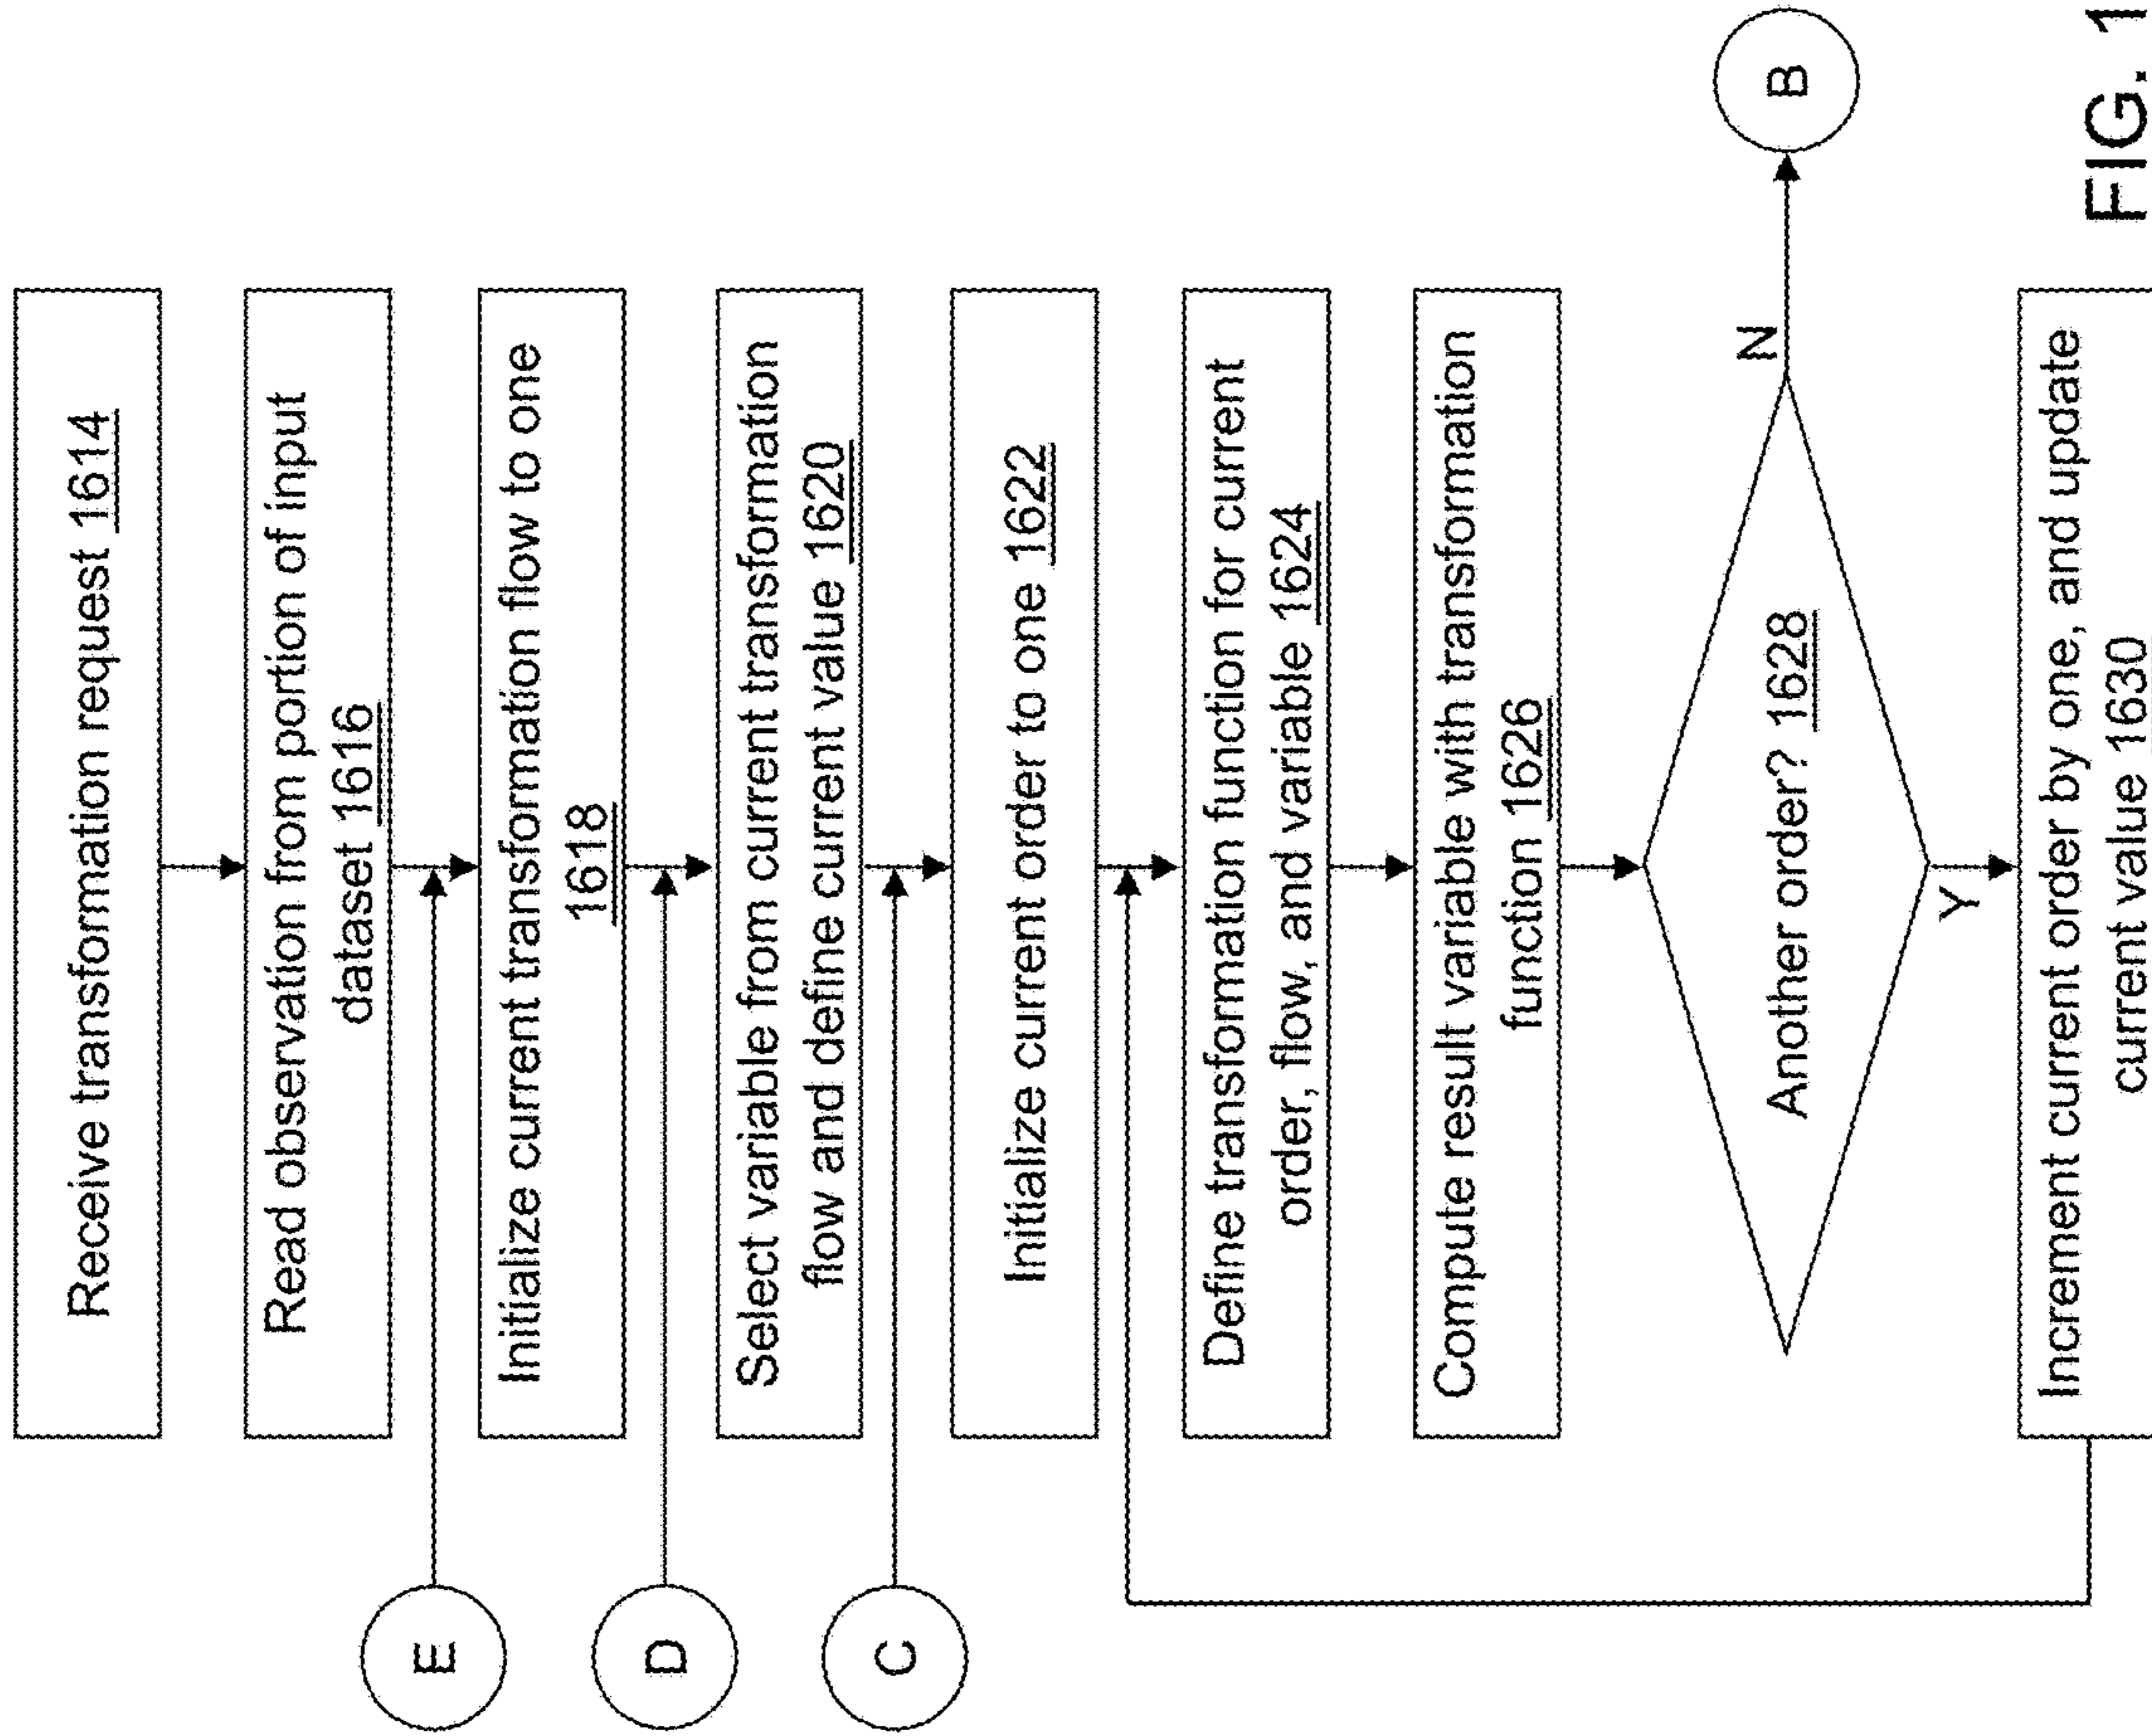 Receive transformation request 1614
Read observation from portion of input
dataset 1616
E
Initialize current transformation flow to one
1618
D
Select variable from current transformation
flow and define current value 1620
C
Initialize current order to one 1622
Define transformation function for current
order, flow, and variable 1624
Compute result variable with transformation
function 1626
Another order? 1628
N
B
Y
Increment current order by one, and update
current value 1630
FIG. 1